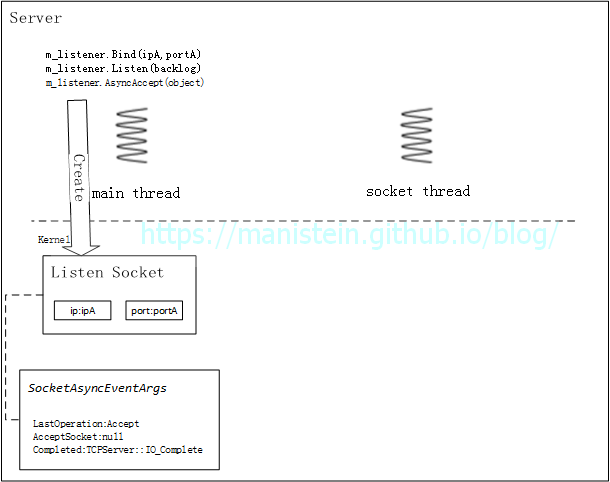 Server
m_listener.Bind(ipA,portA)
m_listener.Listen(backlog)
m_listener.AsyncAccept(object)
Create
main thread
socket thread
https://manistein.github.io/blog/
Kernel
Listen Socket
ip:ipA
port:portA
SocketAsyncEventArgs
LastOperation:Accept
AcceptSocket:null
Completed:TCPServer::IO_Complete